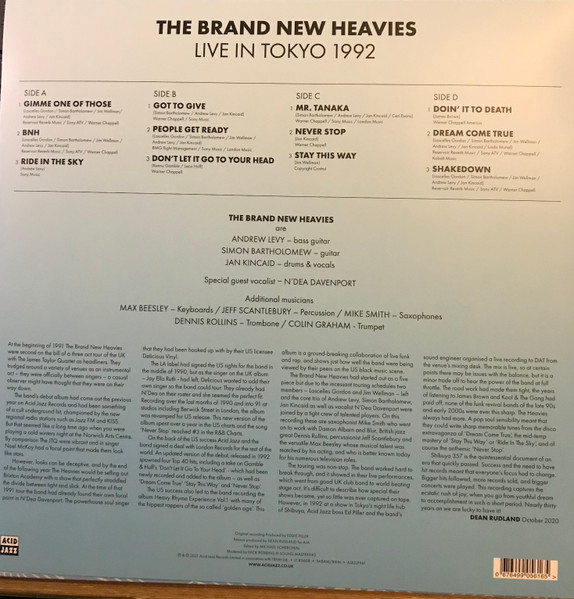 THE BRAND NEW HEAVIES
LIVE IN TOKYO 1992
SIDE A
1 GIMME ONE OF THOSE
(Lascelles Gordon / Simon Bartholomew / Jan Wellman/
Andrew Levy / Jan Kincaid)
Reservoir Reverb Music / Sony ATV / Warner Chappell
2 BNH
(Lascelles Gordon / Simon Bartholomew / Jim Wellman /
Andrew Levy / Jan Kincaid)
Reservoir Reverb Music / Sony ATV / Warner Chappell
3 RIDE IN THE SKY
(Andrew Levy)
Sony Music
SIDE B
1 GOT TO GIVE
(Simon Bartholomew / Andrew Levy / Jan Kincaid)
Warner Chappell / Sony Music
2 PEOPLE GET READY
(Lascelles Gordon / Simon Bartholomew / Jim Wellman /
Andrew Levy / Jan Kincaid)
BMG Right Management / Sony Music / London Music
3 DON'T LET IT GO TO YOUR HEAD
(Kenny Gamble / Leon Huff)
Warner Chappell
SIDE C
1 MR. TANAKA
(Simon Bartholomew / Andrew Levy / Jan Kincaid / Ceri Evans)
Warner Chappell / Sony Music / London Music
2 NEVER STOP
(Jan Kincaid)
Warner Chappell
3 STAY THIS WAY
(Jim Wellman)
Copyright Control
SIDE D
1 DOIN' IT TO DEATH
(James Brown)
Warner Chappell America
2 DREAM COME TRUE
(Lascelles Gordon / Simon Bartholomew / Jim Wellman /
Andrew Levy / Jan Kincaid / Linda Muriel)
Reservoir Reverb Music / Sony ATV / Warner Chappell /
Kobalt Music
3 SHAKEDOWN
(Lascelles Gordon / Simon Bartholomew / Jim Wellman /
Andrew Levy / Jan Kincaid)
Reservoir Reverb Music / Sony ATV /
Warner Chappell
THE BRAND NEW HEAVIES
are
ANDREW LEVY – bass guitar
SIMON BARTHOLOMEW – guitar
JAN KINCAID – drums & vocals
Special guest vocalist – N'DEA DAVENPORT
Additional musicians
MAX BEESLEY – Keyboards / JEFF SCANTLEBURY – Percussion / MIKE SMITH – Saxophones
DENNIS ROLLINS – Trombone / COLIN GRAHAM - Trumpet
At the beginning of 1991 The Brand New Heavies
were second on the bill of a three act tour of the UK
with The James Taylor Quartet as headliners. They
trudged around a variety of venues as an instrumental
act – they were officially between singers – a casual
observer might have thought that they were on their
way down.
The band's debut album had come out the previous
year on Acid Jazz Records and had been something
of a cult underground hit, championed by the new
regional radio stations such as Jazz FM and KISS.
But that seemed like a long time ago when you were
playing a cold winters night at the Norwich Arts Centre.
By comparison The JTQ were vibrant and singer
Noel McKoy had a focal point that made them look
like stars.
However, looks can be deceptive, and by the end
of the following year The Heavies would be selling out
Brixton Academy with a show that perfectly straddled
the divide between tight and slick. At the time of that
1991 tour the band had already found their own focal
point in N'Dea Davenport. The powerhouse soul singer
that they had been hooked up with by their US licensee
Delicious Vinyl.
The LA label had signed the US rights for the band in
the middle of 1990, but as the singer on the UK album
– Jay Ella Ruth - had left, Delicious wanted to add their
own singer so the band could tour. They already had
N'Dea on their roster and she seemed the perfect fit.
Recording over the last months of 1990 and into 91 at
studios including Berwick Street in London, the album
was revamped for US release. This new version of the
album spent over a year in the US charts and the song
'Never Stop' reached #3 in the R&B Charts.
On the back of the US success Acid Jazz and the
band signed a deal with London Records for the rest of the
world. An updated version of the debut, released in 1992
spawned four Top 40 hits, including a take on Gamble
& Huff's 'Don't Let It Go To Your Head' - which had been
newly recorded and added to the album – as well as
'Dream Come True' 'Stay This Way' and 'Never Stop'.
The US success also led to the band recording the
album Heavy Rhyme Experience Vol.1 with many of
the hippest rappers of the so called 'golden age'. This
album is a ground-breaking collaboration of live funk
and rap, and shows just how well the band were being
viewed by their peers on the US black music scene.
The Brand New Heavies had started out as a five
piece but due to the increased touring schedules two
members – Lascelles Gordon and Jim Wellman – left
and the core trio of Andrew Levy, Simon Bartholomew,
Jan Kincaid as well as vocalist N'Dea Davenport were
joined by a tight core of talented players. On this
recording these are saxophonist Mike Smith who went
on to work with Damon Albarn and Blur, British jazz
great Dennis Rollins, percussionist Jeff Scantlebury and
the versatile Max Beesley whose musical talent was
matched by his acting, and who is better known today
for his numerous television roles.
The touring was non-stop. The band worked hard to
break through, and it showed in their live performances,
which went from good UK club band to world beating
stage act. It's difficult to describe how special their
shows became, yet so little was ever captured on tape.
However, in 1992 at a show in Tokyo's night life hub
of Shibuya, Acid Jazz boss Ed Piller and the band's
sound engineer organised a live recording to DAT from
the venue's mixing desk. The mix is live, so at certain
points there may be issues with the balance, but it is a
minor trade off to hear the power of the band at full
throttle. The road work had made them tight, the years
of listening to James Brown and Kool & The Gang had
paid off, none of the funk revival bands of the late 90s
and early 2000s were ever this sharp. The Heavies
always had more. A pop soul sensibility meant that
they could write sharp memorable tunes from the disco
extravagance of 'Dream Come True', the mid-temp
mastery of 'Stay This Way' or 'Ride In The Sky', and of
course the anthemic 'Never Stop'.
Shibuya 357 is the quintessential document of an
era that quickly passed. Success and the need to have
hit records meant that everyone's focus had to change.
Bigger hits followed, more records sold, and bigger
concerts were played. This recording captures the
ecstatic rush of joy; when you go from youthful dream
to accomplishment in such a short period. Nearly thirty
years on we are lucky to have it!
DEAN RUDLAND October 2020
ACID
JAZZ
Original recording produced by EDDIE PILLER
WWW.ACIDJAZZ.CO.UK